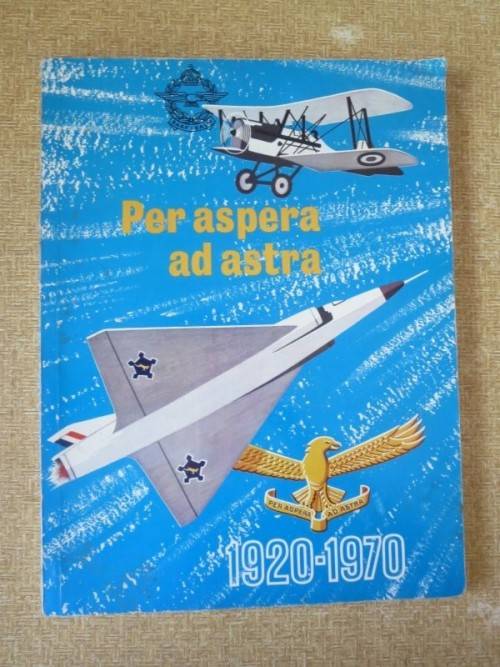 Per aspera
ad astra
PER ASPERA AD ASTRA
1920-1970